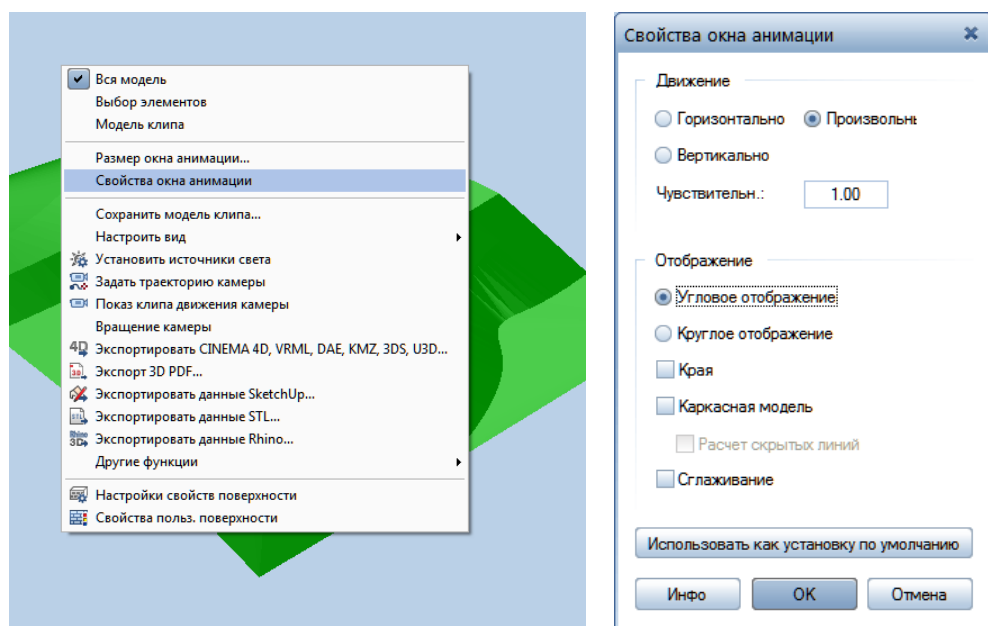 Вся модель
Выбор элементов
Модель клипа
Размер окна анимации...
Свойства окна анимации
Сохранить модель клипа...
Настроить вид
Установить источники света
Задать траекторию камеры
Показ клипа движения камеры
Вращение камеры
4D Экспортировать CINEMA 4D, VRML, DAE, KMZ, 3DS, U3D...
Экспорт 3D PDF...
Экспортировать данные SketchUp...
Экспортировать данные STL...
Экспортировать данные Rhino...
Другие функции
Настройки свойств поверхности
Свойства польз. поверхности
Свойства окна анимации
Движение
Горизонтально Произвольнь
Вертикально
Чувствительн.: 1.00
Отображение
Угловое отображение
Круглое отображение
Края
Каркасная модель
Расчет скрытых линий
Сглаживание
Использовать как установку по умолчанию
Инфо OK Отмена